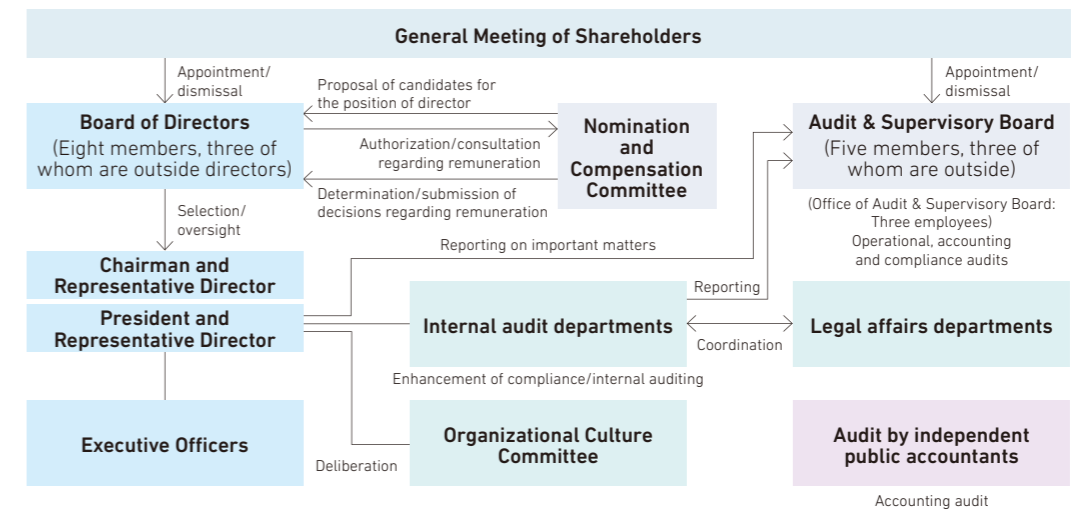 General Meeting of Shareholders
Appointment/
dismissal
Proposal of candidates for
the position of director
Appointment/
dismissal
Board of Directors
(Eight members, three of
whom are outside directors)
Authorization/consultation
regarding remuneration
Determination/submission of
decisions regarding remuneration
Nomination
and
Compensation
Committee
Audit & Supervisory Board
(Five members, three of
whom are outside)
(Office of Audit & Supervisory Board:
Three employees)
Operational, accounting
and compliance audits
Selection/
oversight
Reporting on important matters
Chairman and
Representative Director
President and
Representative Director
Internal audit departments
Reporting
Coordination
Legal affairs departments
Enhancement of compliance/internal auditing
Executive Officers
Deliberation
Organizational Culture
Committee
Audit by independent
public accountants
Accounting audit